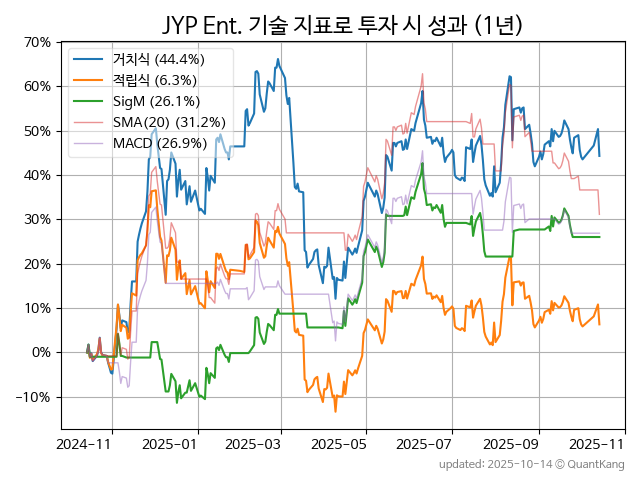 JYP Ent. 기술 지표로 투자 시 성과 (1년)
70%
60%
50%
40%
30%
20%
10%
0%
−10%
거치식 (44.4%)
적립식 (6.3%)
SigM (26.1%)
SMA(20) (31.2%)
MACD (26.9%)
2024-11
2025-01
2025-03
2025-05
2025-07
2025-09
2025-11
updated: 2025-10-14 © QuantKang